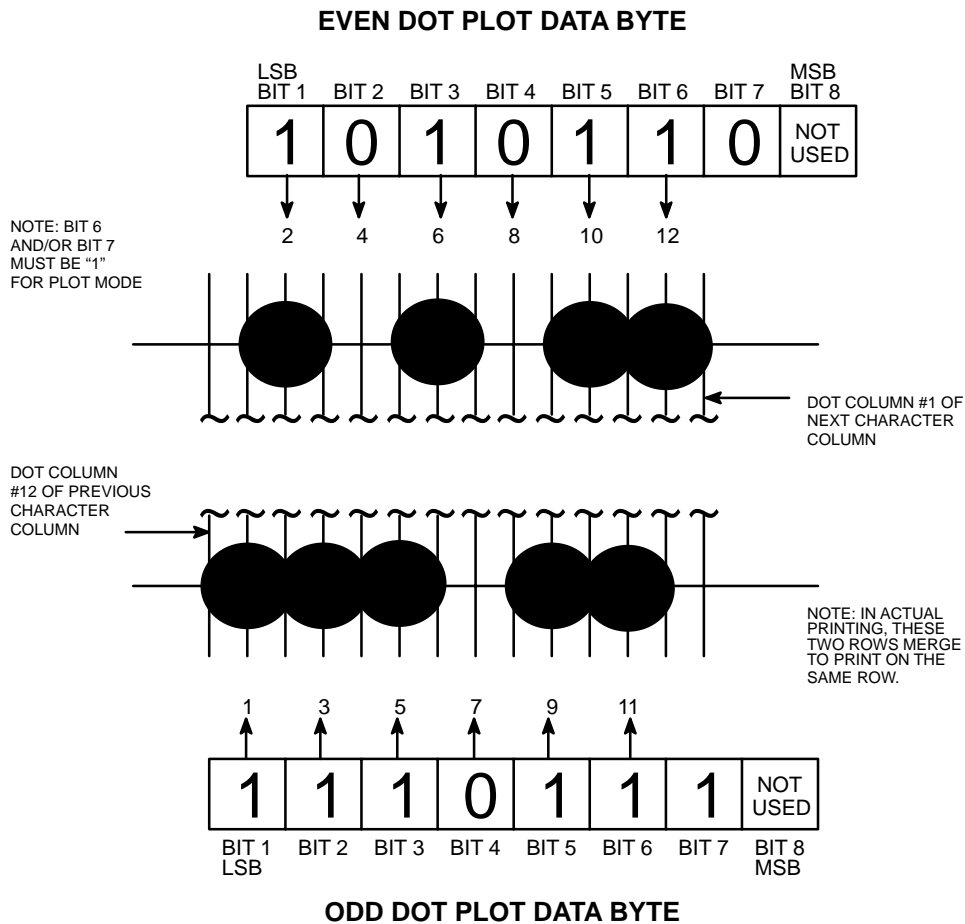 EVEN DOT PLOT DATA BYTE
LSB
BIT 1 BIT 2 BIT 3 BIT 4 BIT 5 BIT 6 BIT 7
MSB
BIT 8
1 0 1 0 1 1 0 NOT
USED
2 4 6 8 10 12
NOTE: BIT 6
AND/OR BIT 7
MUST BE “1”
FOR PLOT MODE
DOT COLUMN #1 OF
NEXT CHARACTER
COLUMN
DOT COLUMN
#12 OF PREVIOUS
CHARACTER
COLUMN
NOTE: IN ACTUAL
PRINTING, THESE
TWO ROWS MERGE
TO PRINT ON THE
SAME ROW.
1 3 5 7 9 11
1 1 1 0 1 1 1 NOT
USED
BIT 1 BIT 2 BIT 3 BIT 4 BIT 5 BIT 6 BIT 7 BIT 8
LSB MSB
ODD DOT PLOT DATA BYTE